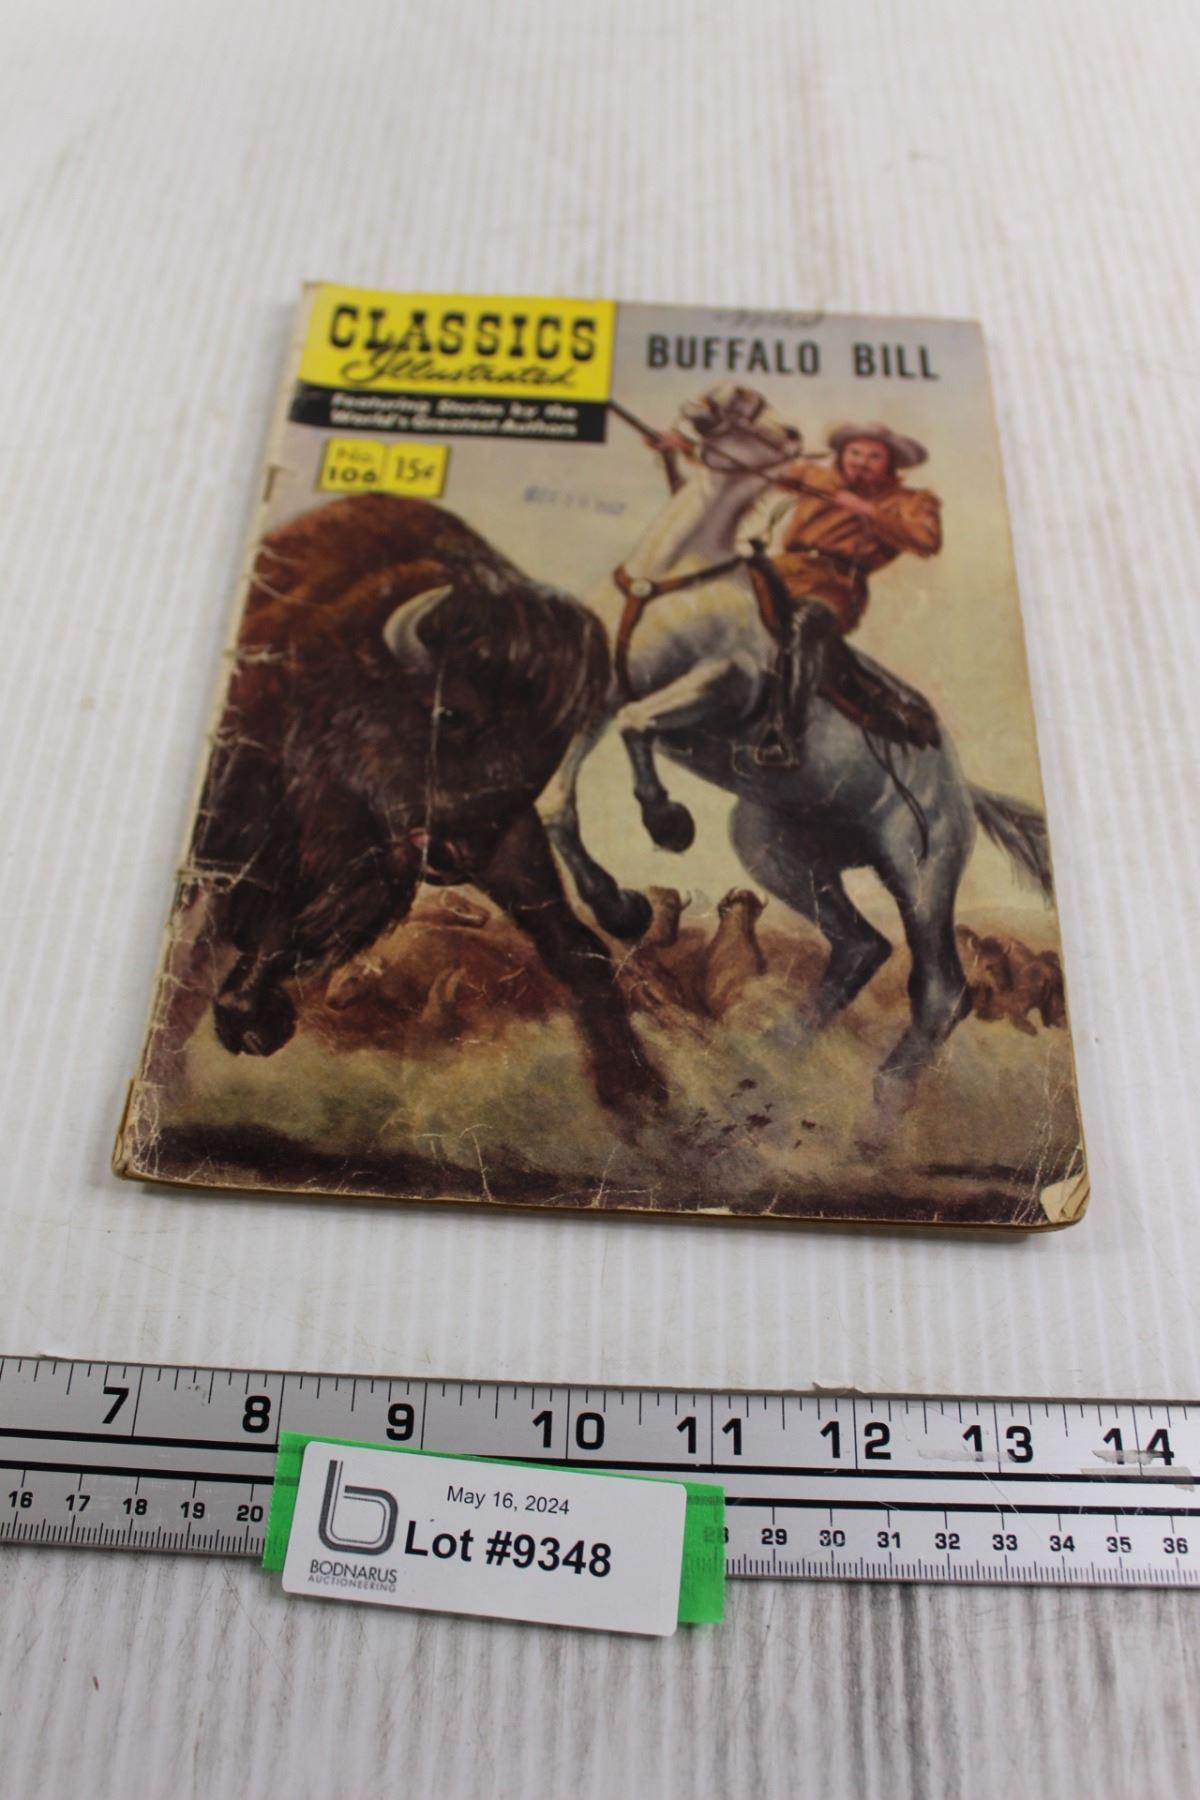 CLASSICS
Illustrated
Featuring Stories by the
World's Greatest Authors
No.
106
15¢
BUFFALO BILL
7 8 9 10 11 12 13 14
16 17 18 19 20 28 29 30 31 32 33 34 35 36
May 16, 2024
Lot #9348
BODNARUS
AUCTIONEERING